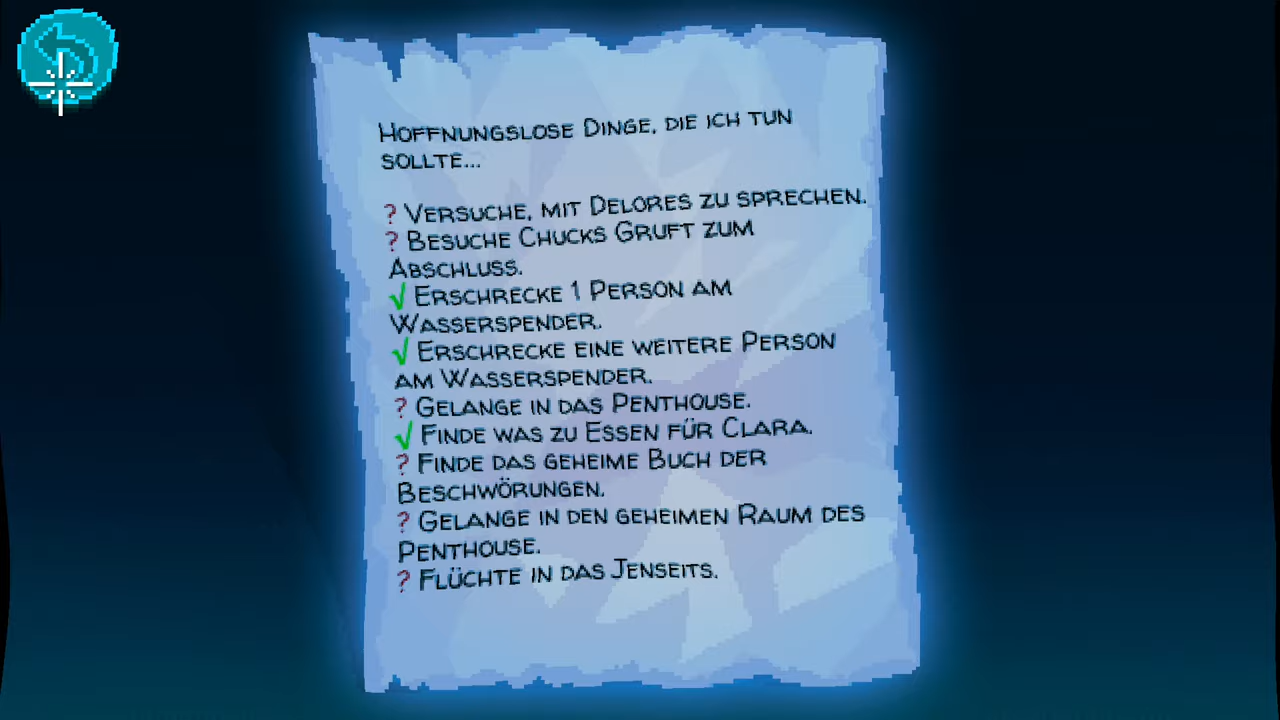 Hoffnungslose Dinge, die ich tun
sollte...
? Versuche, mit Delores zu sprechen.
? Besuche Chucks Gruft zum
Abschluss.
√ Erschrecke 1 Person am
Wasserspender.
√ Erschrecke eine weitere Person
am Wasserspender.
? Gelange in das Penthouse.
√ Finde was zu Essen für Clara.
? Finde das geheime Buch der
Beschwörungen.
? Gelange in den geheimen Raum des
Penthouse.
? Flüchte in das Jenseits.